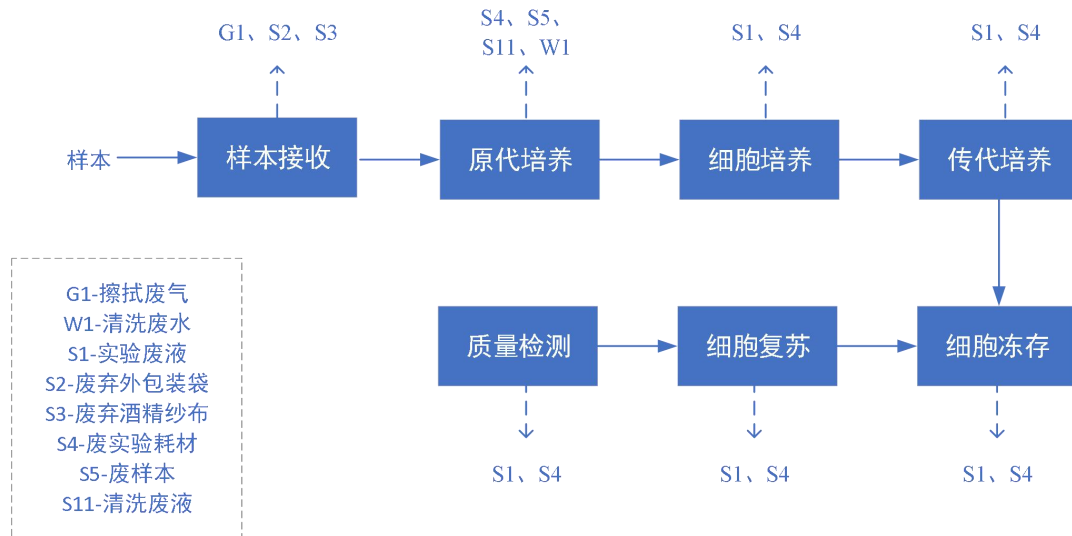 G1、S2、S3
S4、S5、
S11、W1
S1、S4
S1、S4
样本
样本接收
原代培养
细胞培养
传代培养
G1-擦拭废气
W1-清洗废水
S1-实验废液
S2-废弃外包装袋
S3-废弃酒精纱布
S4-废实验耗材
S5-废样本
S11-清洗废液
质量检测
细胞复苏
细胞冻存
S1、S4
S1、S4
S1、S4